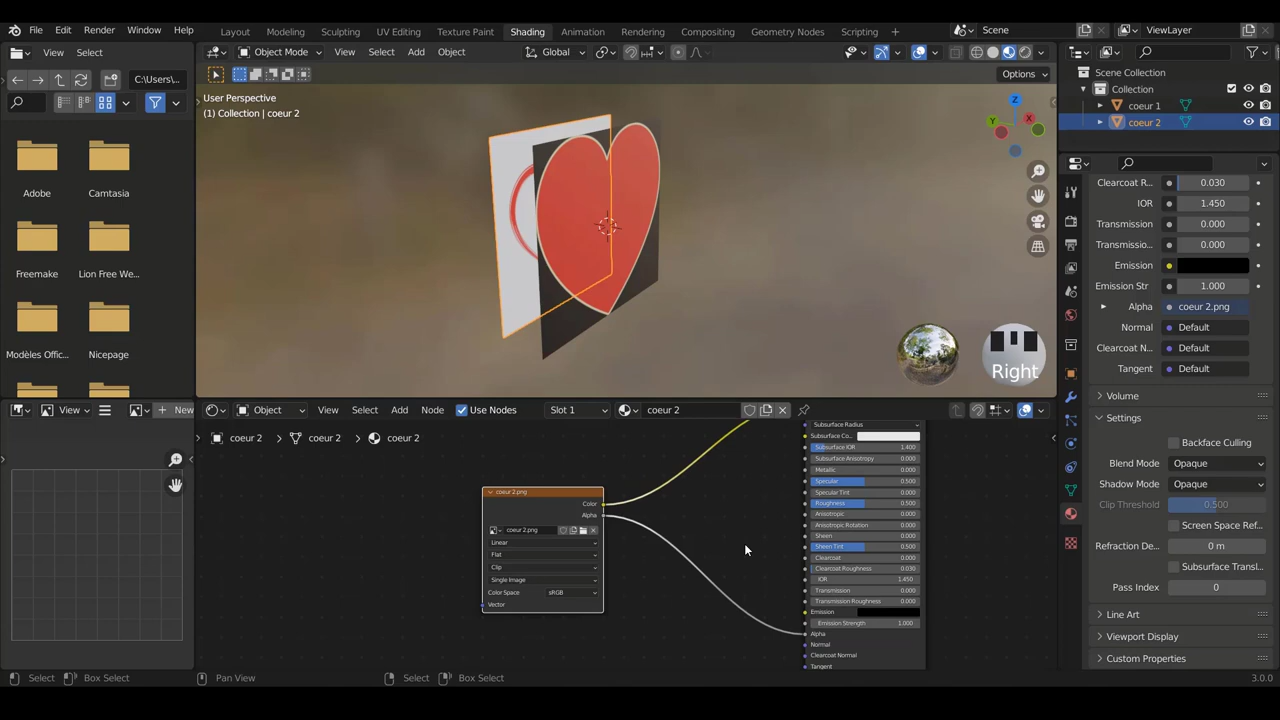 File Edit Render Window Help
Layout Modeling Sculpting UV Editing Texture Paint Shading Animation Rendering Compositing Geometry Nodes Scripting +
Scene
ViewLayer
View Select
Object Mode
View Select Add Object
Global
C:\Users\...
Options
User Perspective
(1) Collection | coeur 2
Z
Y
X
Adobe
Camtasia
Freemake
Lion Free We...
Modèles Offic...
Nicepage
Right
Scene Collection
Collection
coeur 1
coeur 2
Clearcoat R... 0.030
IOR 1.450
Transmission 0.000
Transmissio... 0.000
Emission
Emission Str 1.000
Alpha coeur 2.png
Normal Default
Clearcoat N... Default
Tangent Default
Volume
Settings
Backface Culling
Blend Mode Opaque
Shadow Mode Opaque
Clip Threshold 0.500
Screen Space Ref...
Refraction De... 0 m
Subsurface Transl...
Pass Index 0
Line Art
Viewport Display
Custom Properties
View
New
Object
View Select Add Node
Use Nodes
Slot 1
coeur 2
coeur 2 > coeur 2 > coeur 2
coeur 2.png
Color
Alpha
coeur 2.png
Linear
Flat
Clip
Single Image
Color Space sRGB
Vector
Subsurface Radius
Subsurface Co...
Subsurface IOR 1.400
Subsurface Anisotropy 0.000
Metallic 0.000
Specular 0.500
Specular Tint 0.000
Roughness 0.500
Anisotropic 0.000
Anisotropic Rotation 0.000
Sheen 0.000
Sheen Tint 0.500
Clearcoat 0.000
Clearcoat Roughness 0.030
IOR 1.450
Transmission 0.000
Transmission Roughness 0.000
Emission
Emission Strength 1.000
Alpha
Normal
Clearcoat Normal
Tangent
Select Box Select Pan View Select Box Select 3.0.0